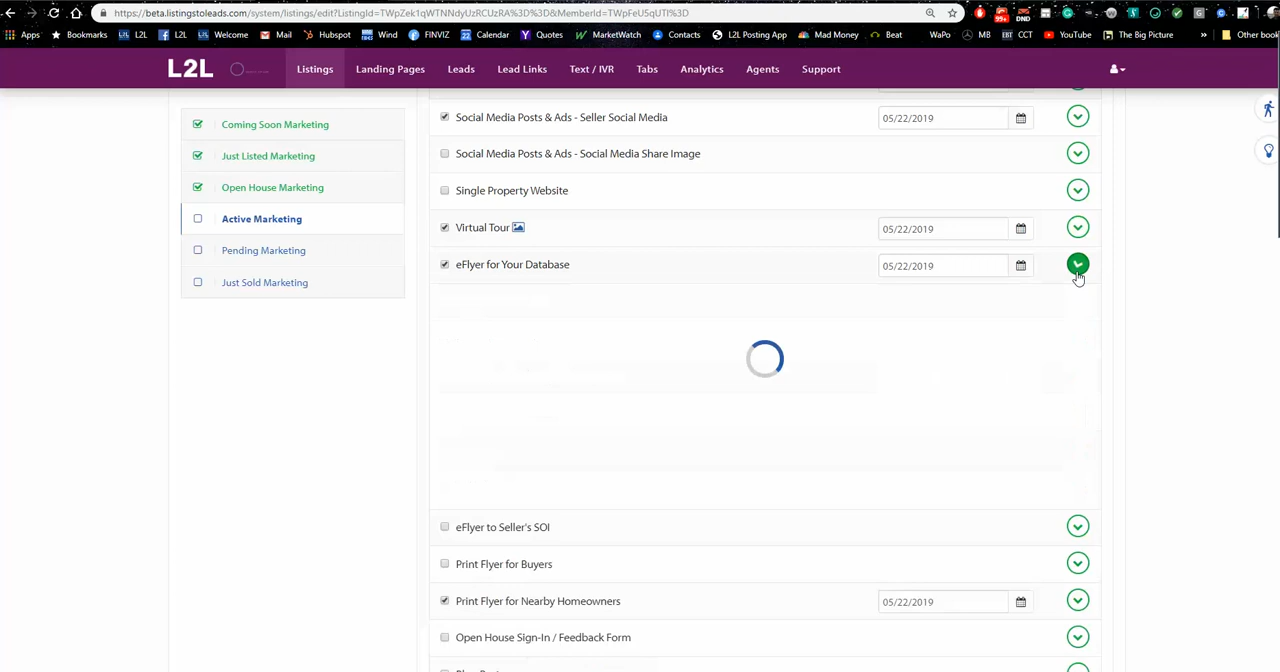 https://beta.listingstoleads.com/system/listings/edit?ListingId=TWpZek1qWTNNdyUzRCUzRA%3D%3D&MemberId=TWpFeU5qUTI%3D
99+ DND
Apps Bookmarks L2L L2L Welcome Mail Hubspot Wind FINVIZ 22 Calendar Quotes MarketWatch Contacts L2L Posting App Mad Money Beat WaPo MB EBT CCT YouTube The Big Picture » Other book
L2L Listings Landing Pages Leads Lead Links Text / IVR Tabs Analytics Agents Support
Coming Soon Marketing
Just Listed Marketing
Open House Marketing
Active Marketing
Pending Marketing
Just Sold Marketing
Social Media Posts & Ads - Seller Social Media 05/22/2019
Social Media Posts & Ads - Social Media Share Image
Single Property Website
Virtual Tour 05/22/2019
eFlyer for Your Database 05/22/2019
eFlyer to Seller's SOI
Print Flyer for Buyers
Print Flyer for Nearby Homeowners 05/22/2019
Open House Sign-In / Feedback Form